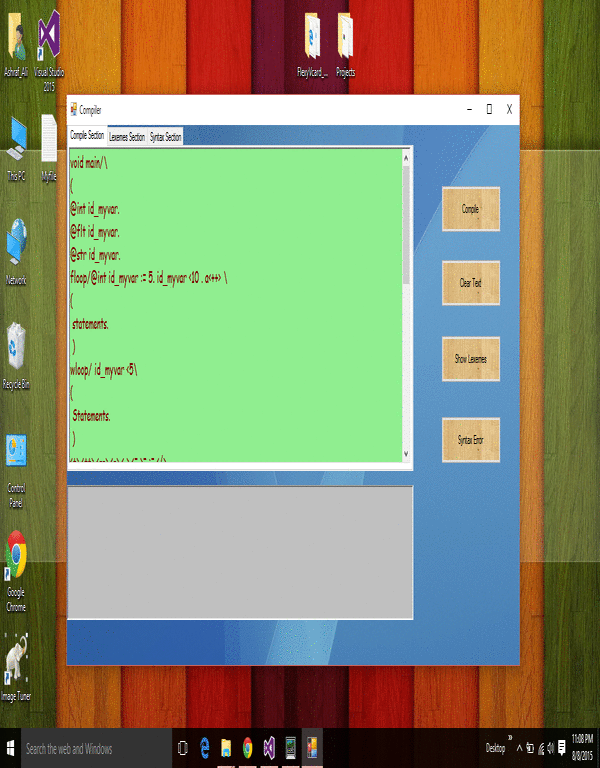 Ashraf_Ali
Visual Studio
2015
FlexyVcard_...
Projects
This PC
Myfile
Network
Recycle Bin
Control
Panel
Google
Chrome
Image Tuner
Compiler
Compile Section
Lexemes Section
Syntax Section
void main/\
(
@int id_myvar.
@flt id_myvar.
@str id_myvar.
floop/@int id_myvar := 5, id_myvar <10 , a<++> \
(
statements.
)
wloop/ id_myvar <5\
(
Statements.
)
Compile
Clear Text
Show Lexemes
Syntax Error
Search the web and Windows
Desktop
»
11:08 PM
8/8/2015